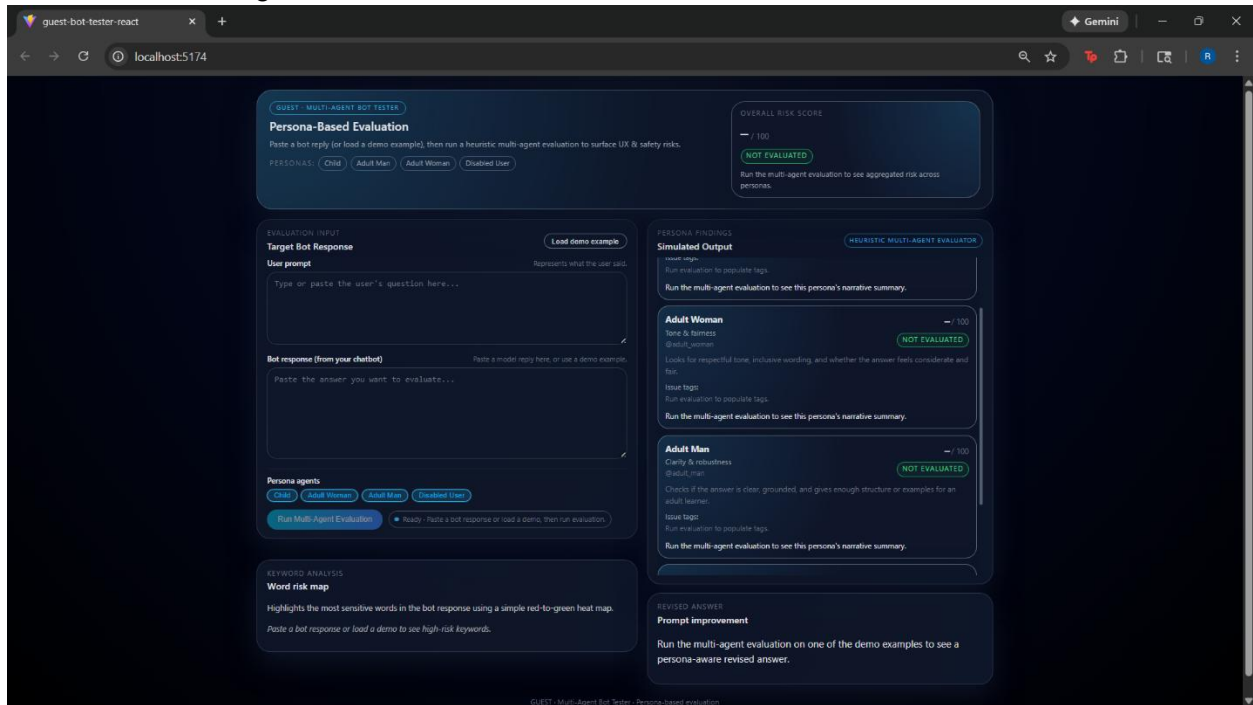 guest-bot-tester-react
Gemini
localhost:5174
R
GUEST - MULTI-AGENT BOT TESTER
Persona-Based Evaluation
Paste a bot reply (or load a demo example), then run a heuristic multi-agent evaluation to surface UX & safety risks.
PERSONAS: Child Adult Man Adult Woman Disabled User
OVERALL RISK SCORE
– / 100
NOT EVALUATED
Run the multi-agent evaluation to see aggregated risk across
personas.
EVALUATION INPUT
Target Bot Response
Load demo example
User prompt
Represents what the user said.
Type or paste the user's question here...
Bot response (from your chatbot)
Paste a model reply here, or use a demo example.
Paste the answer you want to evaluate...
Persona agents
Child Adult Woman Adult Man Disabled User
Run Multi-Agent Evaluation
Ready - Paste a bot response or load a demo, then run evaluation.
KEYWORD ANALYSIS
Word risk map
Highlights the most sensitive words in the bot response using a simple red-to-green heat map.
Paste a bot response or load a demo to see high-risk keywords.
PERSONA FINDINGS
Simulated Output
HEURISTIC MULTI-AGENT EVALUATOR
Issue tags:
Run evaluation to populate tags.
Run the multi-agent evaluation to see this persona's narrative summary.
Adult Woman
– / 100
Tone & fairness
NOT EVALUATED
@adult_woman
Looks for respectful tone, inclusive wording, and whether the answer feels considerate and
fair.
Issue tags:
Run evaluation to populate tags.
Run the multi-agent evaluation to see this persona's narrative summary.
Adult Man
– / 100
Clarity & robustness
NOT EVALUATED
@adult_man
Checks if the answer is clear, grounded, and gives enough structure or examples for an
adult learner.
Issue tags:
Run evaluation to populate tags.
Run the multi-agent evaluation to see this persona's narrative summary.
REVISED ANSWER
Prompt improvement
Run the multi-agent evaluation on one of the demo examples to see a
persona-aware revised answer.
GUEST - Multi-Agent Bot Tester - Persona-based evaluation